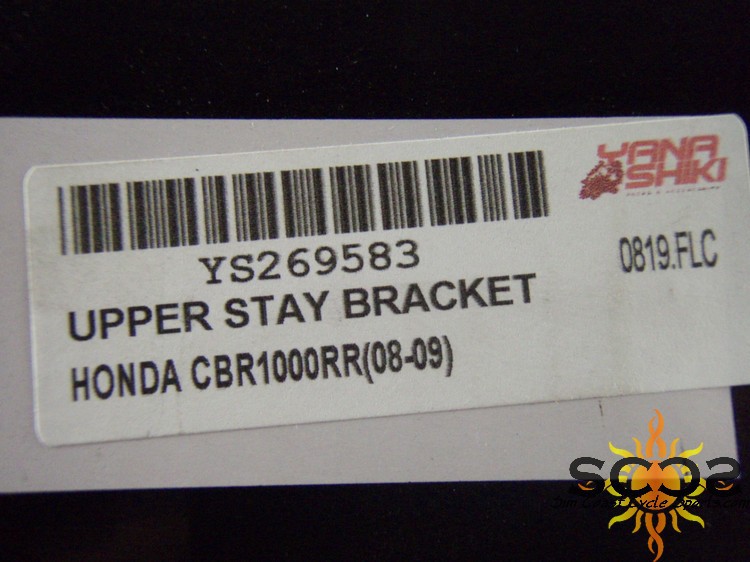 YANA
SHIKI
YS269583
0819.FLC
UPPER STAY BRACKET
HONDA CBR1000RR(08-09)